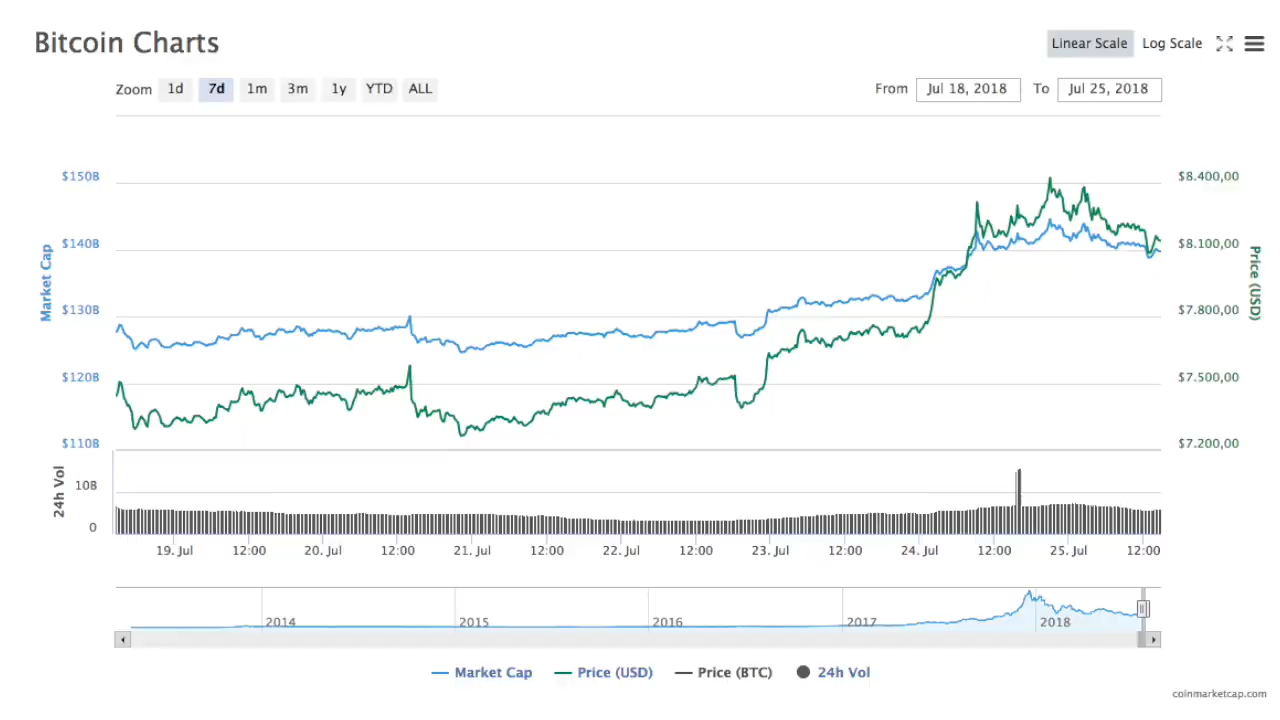 Bitcoin Charts
Linear Scale Log Scale
Zoom 1d 7d 1m 3m 1y YTD ALL From Jul 18, 2018 To Jul 25, 2018
$150B $8.400,00
$140B $8.100,00
Market Cap Price (USD)
$130B $7.800,00
$120B $7.500,00
$110B $7.200,00
24h Vol
10B
0
19. Jul 12:00 20. Jul 12:00 21. Jul 12:00 22. Jul 12:00 23. Jul 12:00 24. Jul 12:00 25. Jul 12:00
2014 2015 2016 2017 2018
Market Cap Price (USD) Price (BTC) 24h Vol
coinmarketcap.com